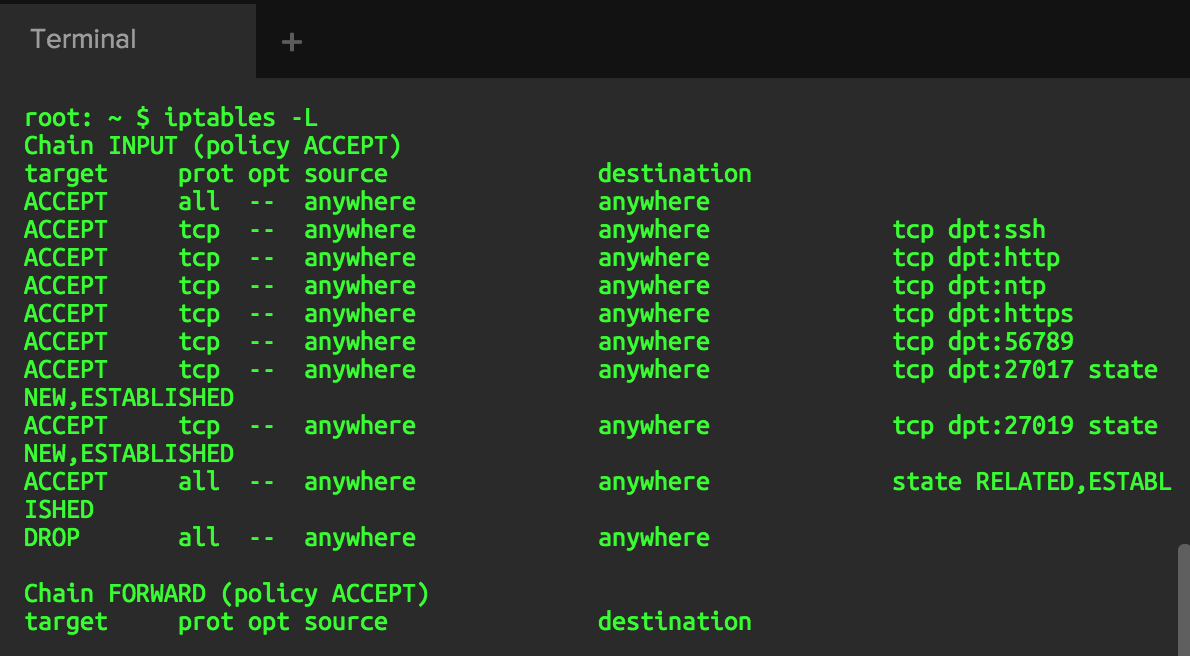 Terminal +
root: ~ $ iptables -L
Chain INPUT (policy ACCEPT)
target     prot opt source               destination
ACCEPT     all  --  anywhere             anywhere
ACCEPT     tcp  --  anywhere             anywhere             tcp dpt:ssh
ACCEPT     tcp  --  anywhere             anywhere             tcp dpt:http
ACCEPT     tcp  --  anywhere             anywhere             tcp dpt:ntp
ACCEPT     tcp  --  anywhere             anywhere             tcp dpt:https
ACCEPT     tcp  --  anywhere             anywhere             tcp dpt:56789
ACCEPT     tcp  --  anywhere             anywhere             tcp dpt:27017 state
NEW,ESTABLISHED
ACCEPT     tcp  --  anywhere             anywhere             tcp dpt:27019 state
NEW,ESTABLISHED
ACCEPT     all  --  anywhere             anywhere             state RELATED,ESTABL
ISHED
DROP       all  --  anywhere             anywhere
Chain FORWARD (policy ACCEPT)
target     prot opt source               destination